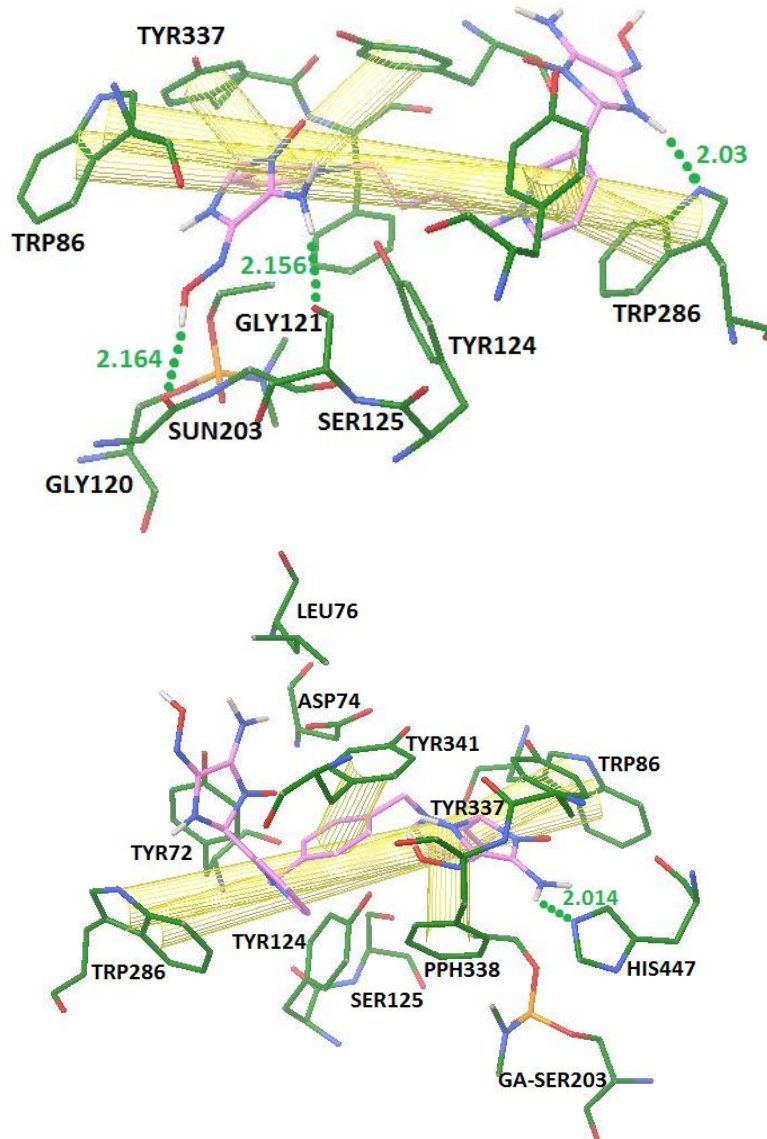 TYR337
2.03
TRP86
2.156
TRP286
GLY121
TYR124
2.164
SER125
SUN203
GLY120
LEU76
ASP74
TYR341
TRP86
TYR337
TYR72
2.014
TYR124
TRP286
PPH338
HIS447
SER125
GA-SER203